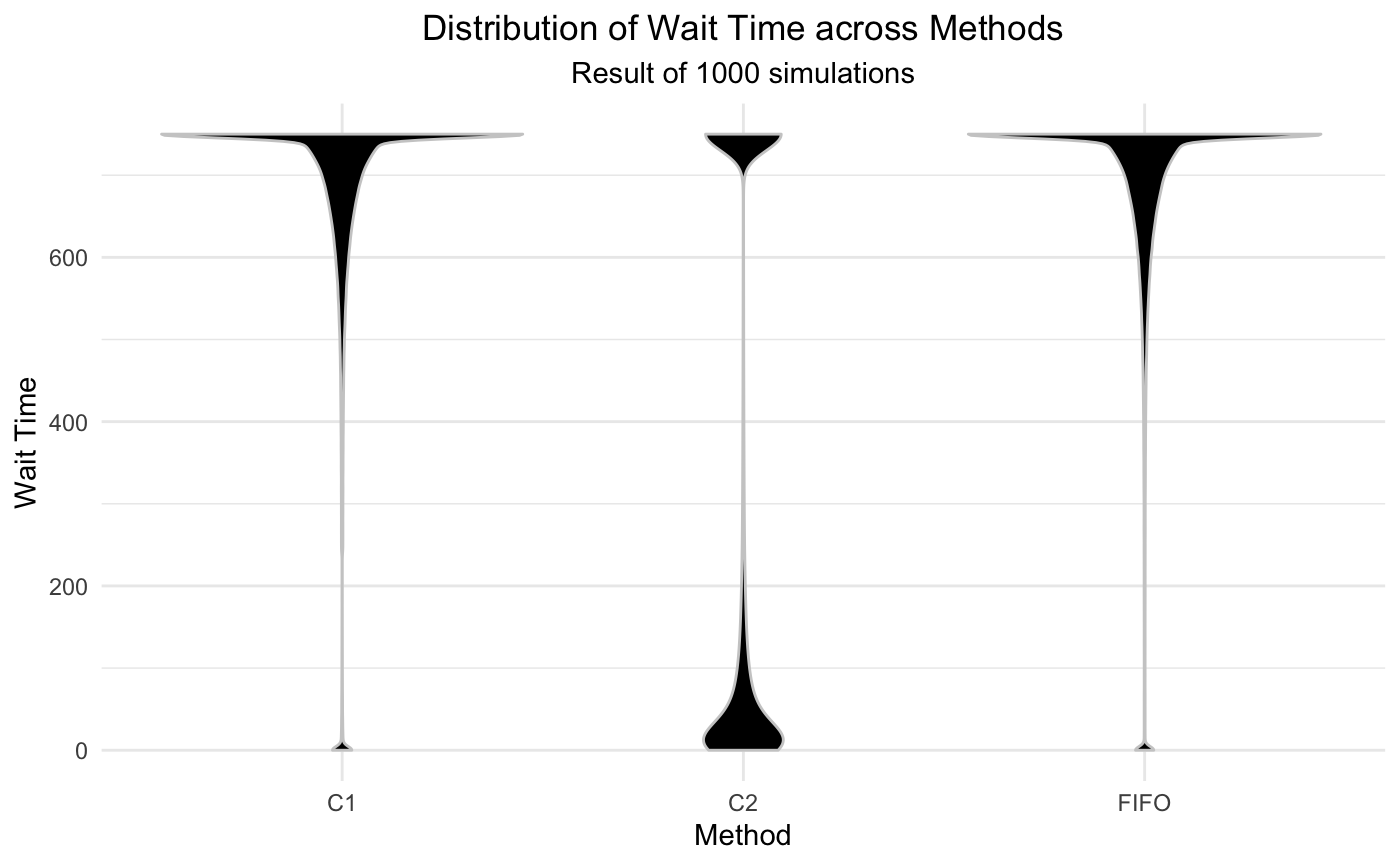 Distribution of Wait Time across Methods
Result of 1000 simulations
Wait Time
600
400
200
0
C1
C2
FIFO
Method